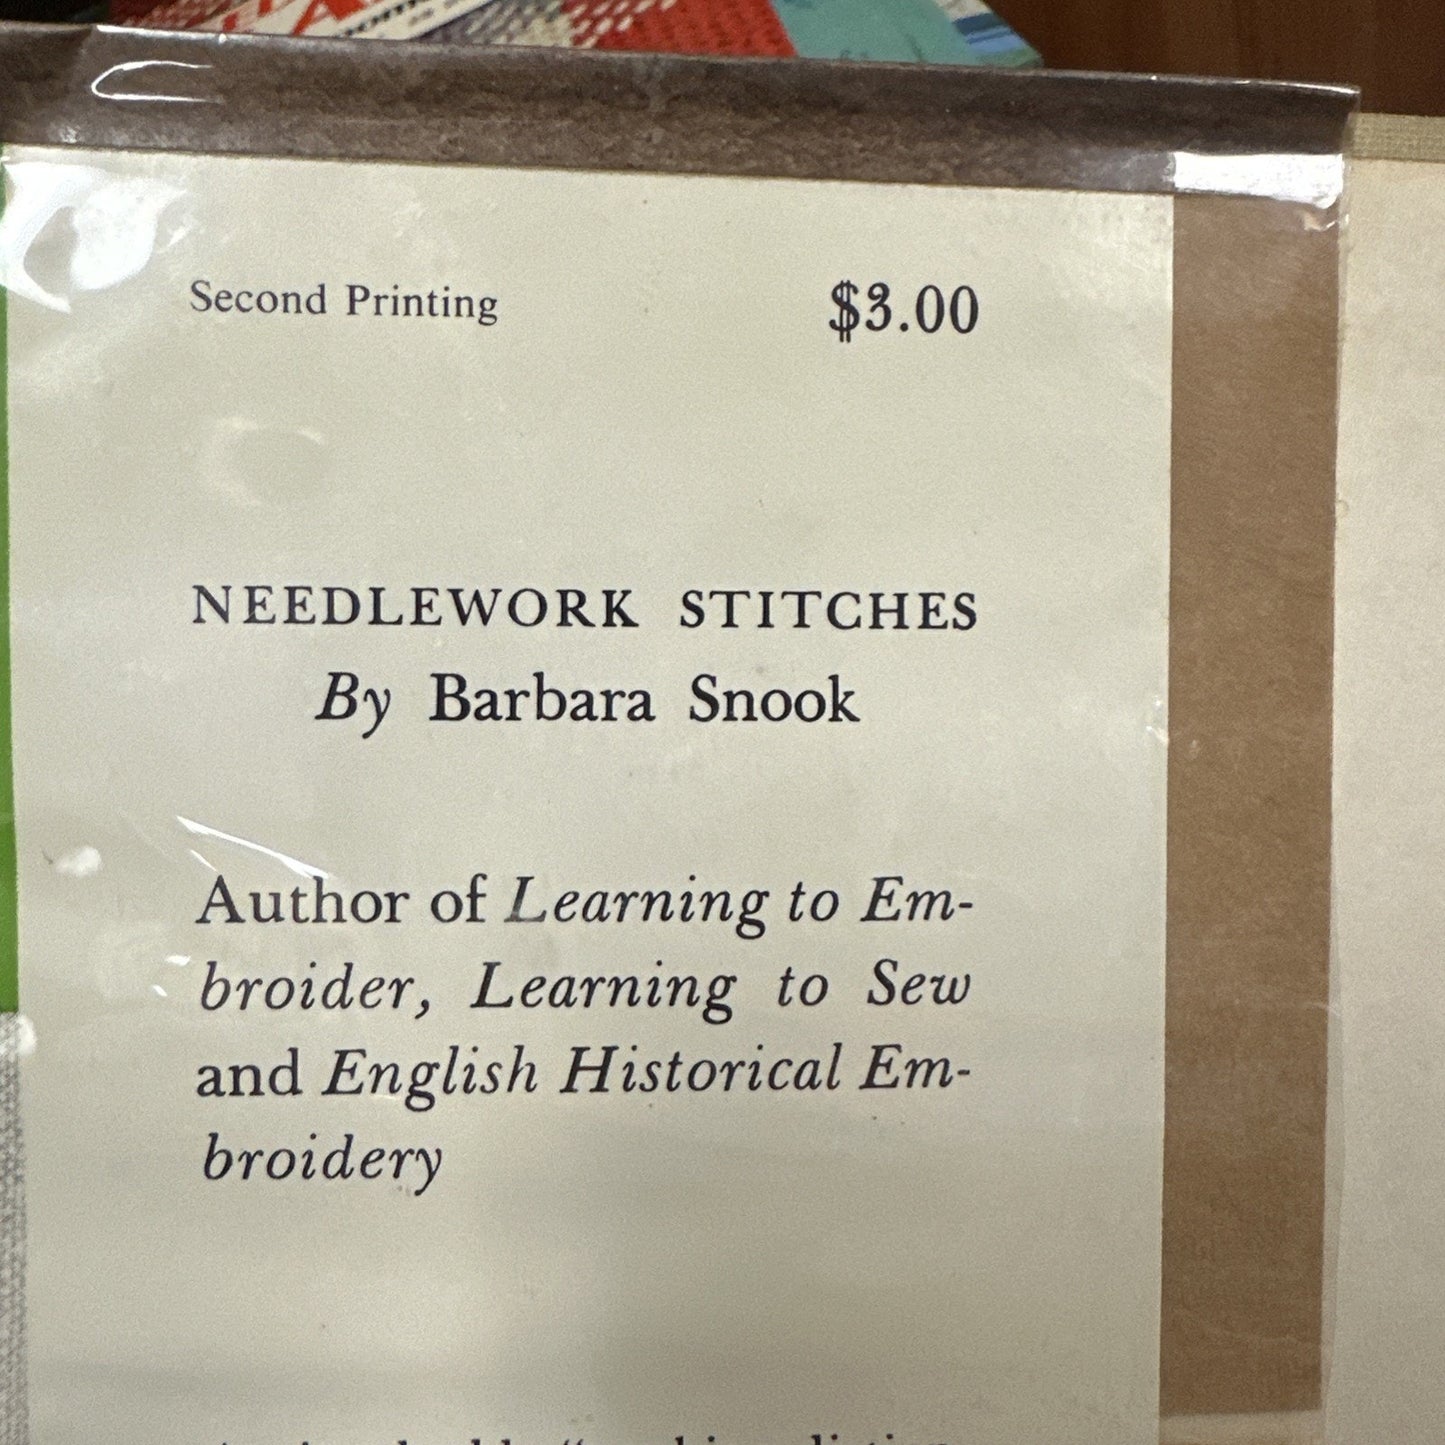 Second Printing $3.00
NEEDLEWORK STITCHES
By Barbara Snook
Author of Learning to Em-
broider, Learning to Sew
and English Historical Em-
broidery